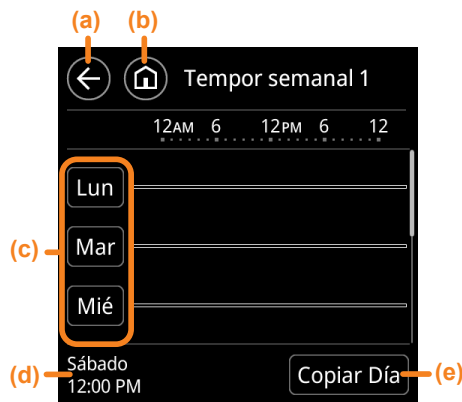 (a) (b)
Tempor semanal 1
12AM 6 12PM 6 12
Lun
(c) Mar
Mié
(d) Sábado
12:00 PM
Copiar Día (e)